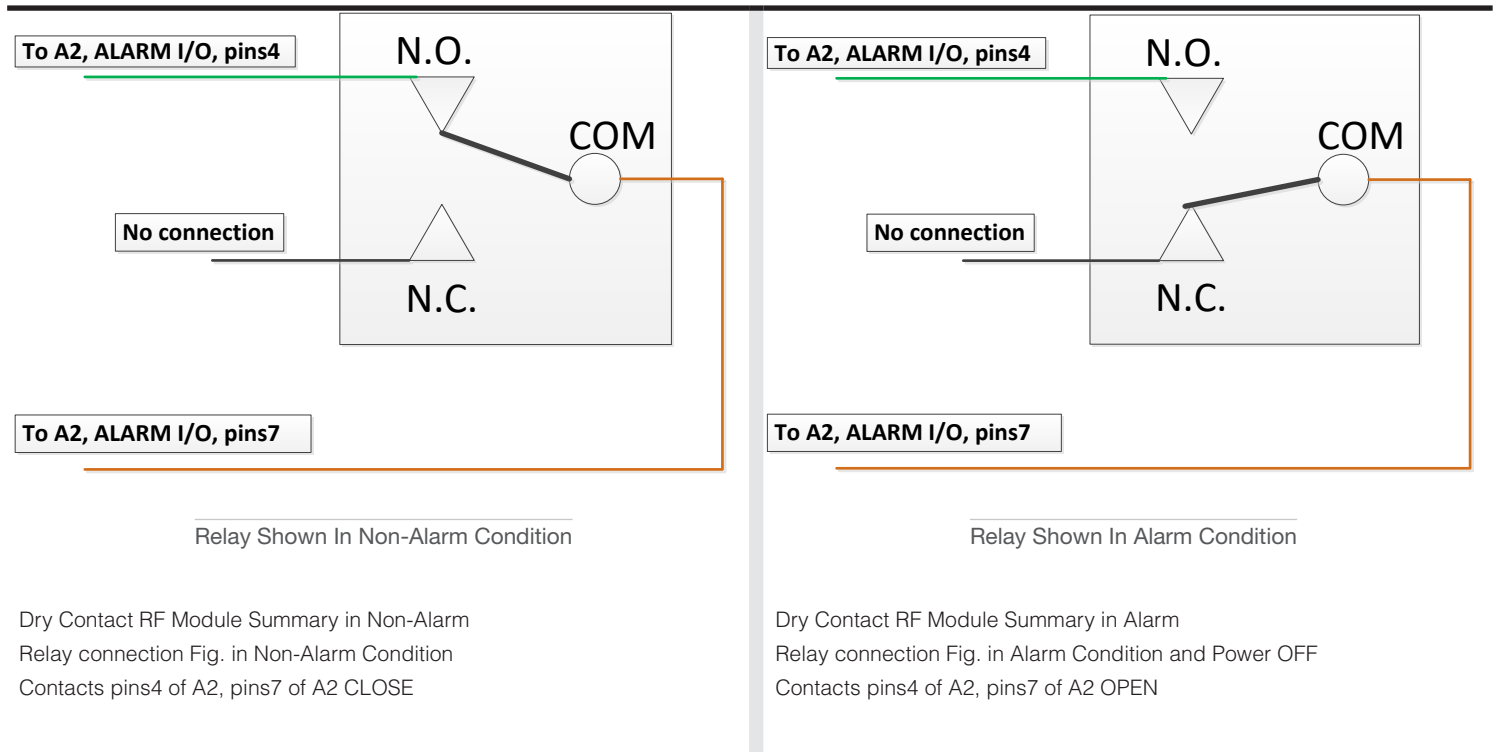 To A2, ALARM I/O, pins4
N.O.
COM
No connection
N.C.
To A2, ALARM I/O, pins7
Relay Shown In Non-Alarm Condition
Dry Contact RF Module Summary in Non-Alarm
Relay connection Fig. in Non-Alarm Condition
Contacts pins4 of A2, pins7 of A2 CLOSE
To A2, ALARM I/O, pins4
N.O.
COM
No connection
N.C.
To A2, ALARM I/O, pins7
Relay Shown In Alarm Condition
Dry Contact RF Module Summary in Alarm
Relay connection Fig. in Alarm Condition and Power OFF
Contacts pins4 of A2, pins7 of A2 OPEN